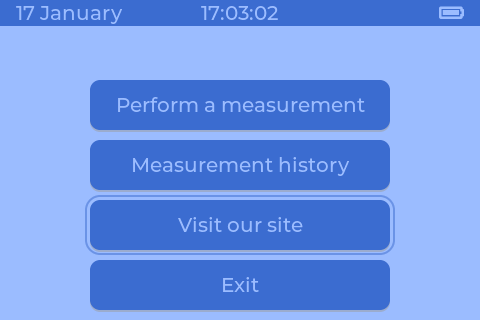 17 January 17:03:02
Perform a measurement
Measurement history
Visit our site
Exit